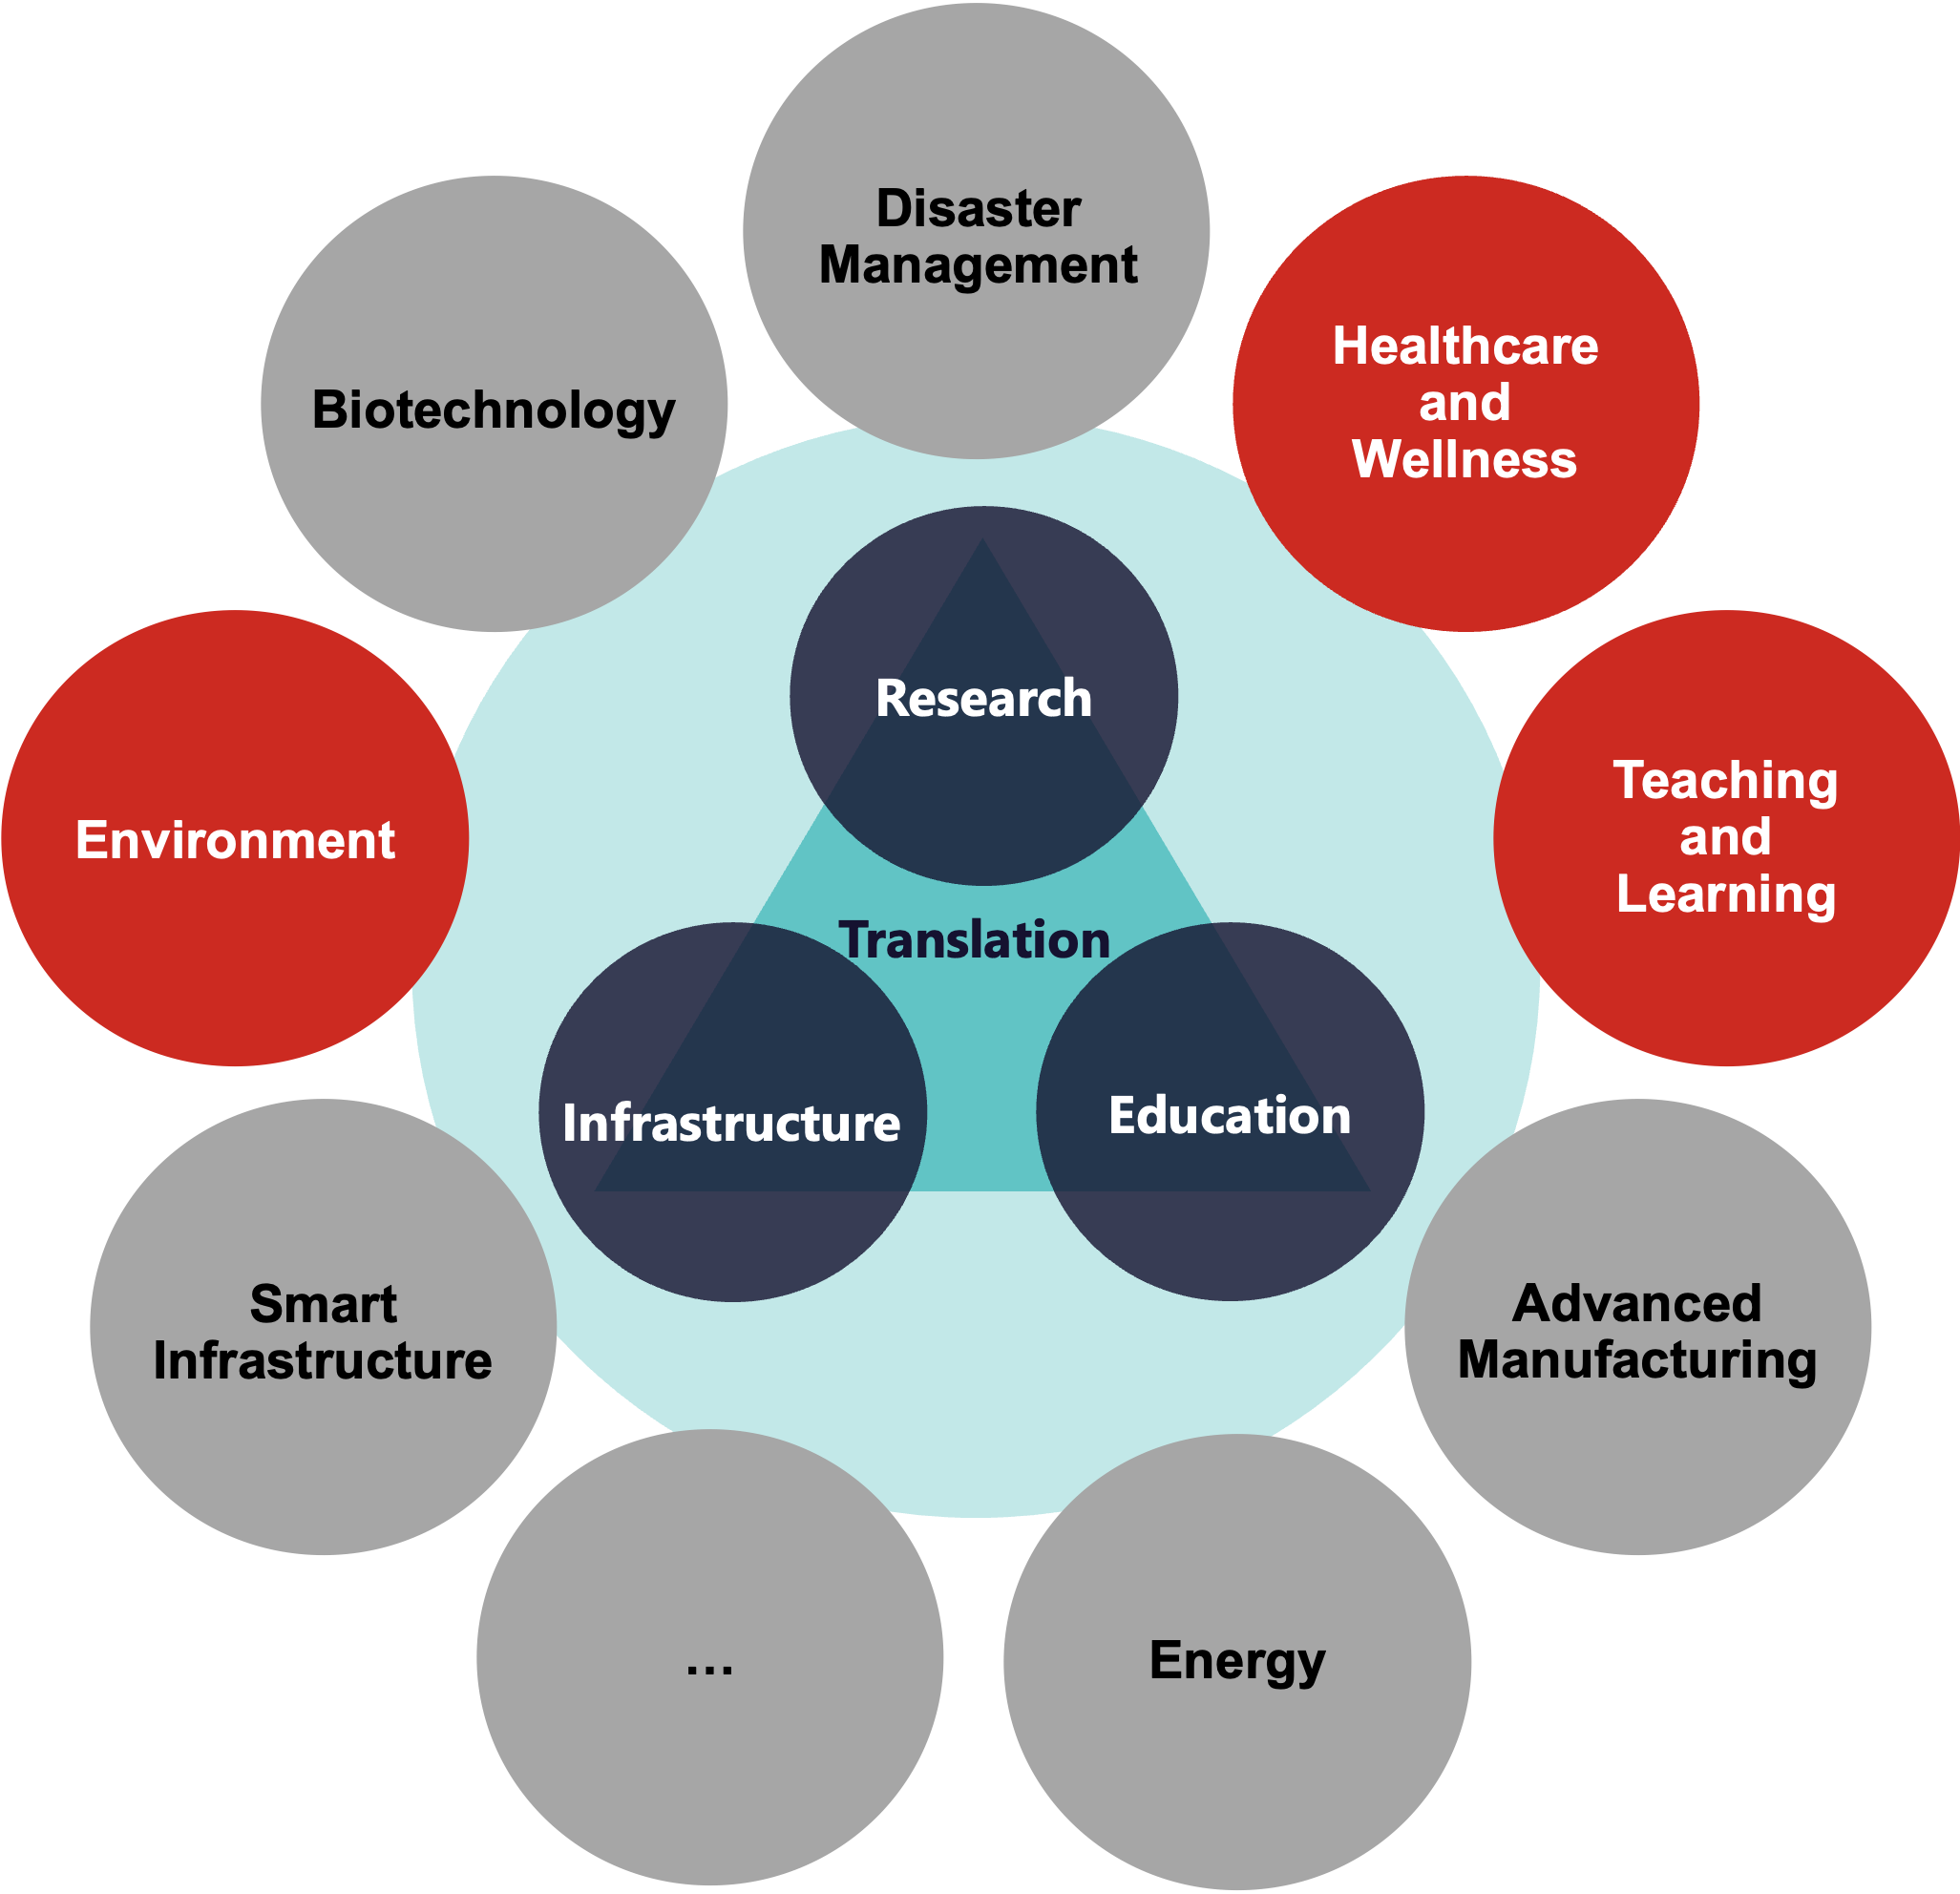 Disaster
Management
Healthcare
and
Wellness
Biotechnology
Research
Teaching
and
Learning
Environment
Translation
Infrastructure
Education
Smart
Infrastructure
Advanced
Manufacturing
...
Energy